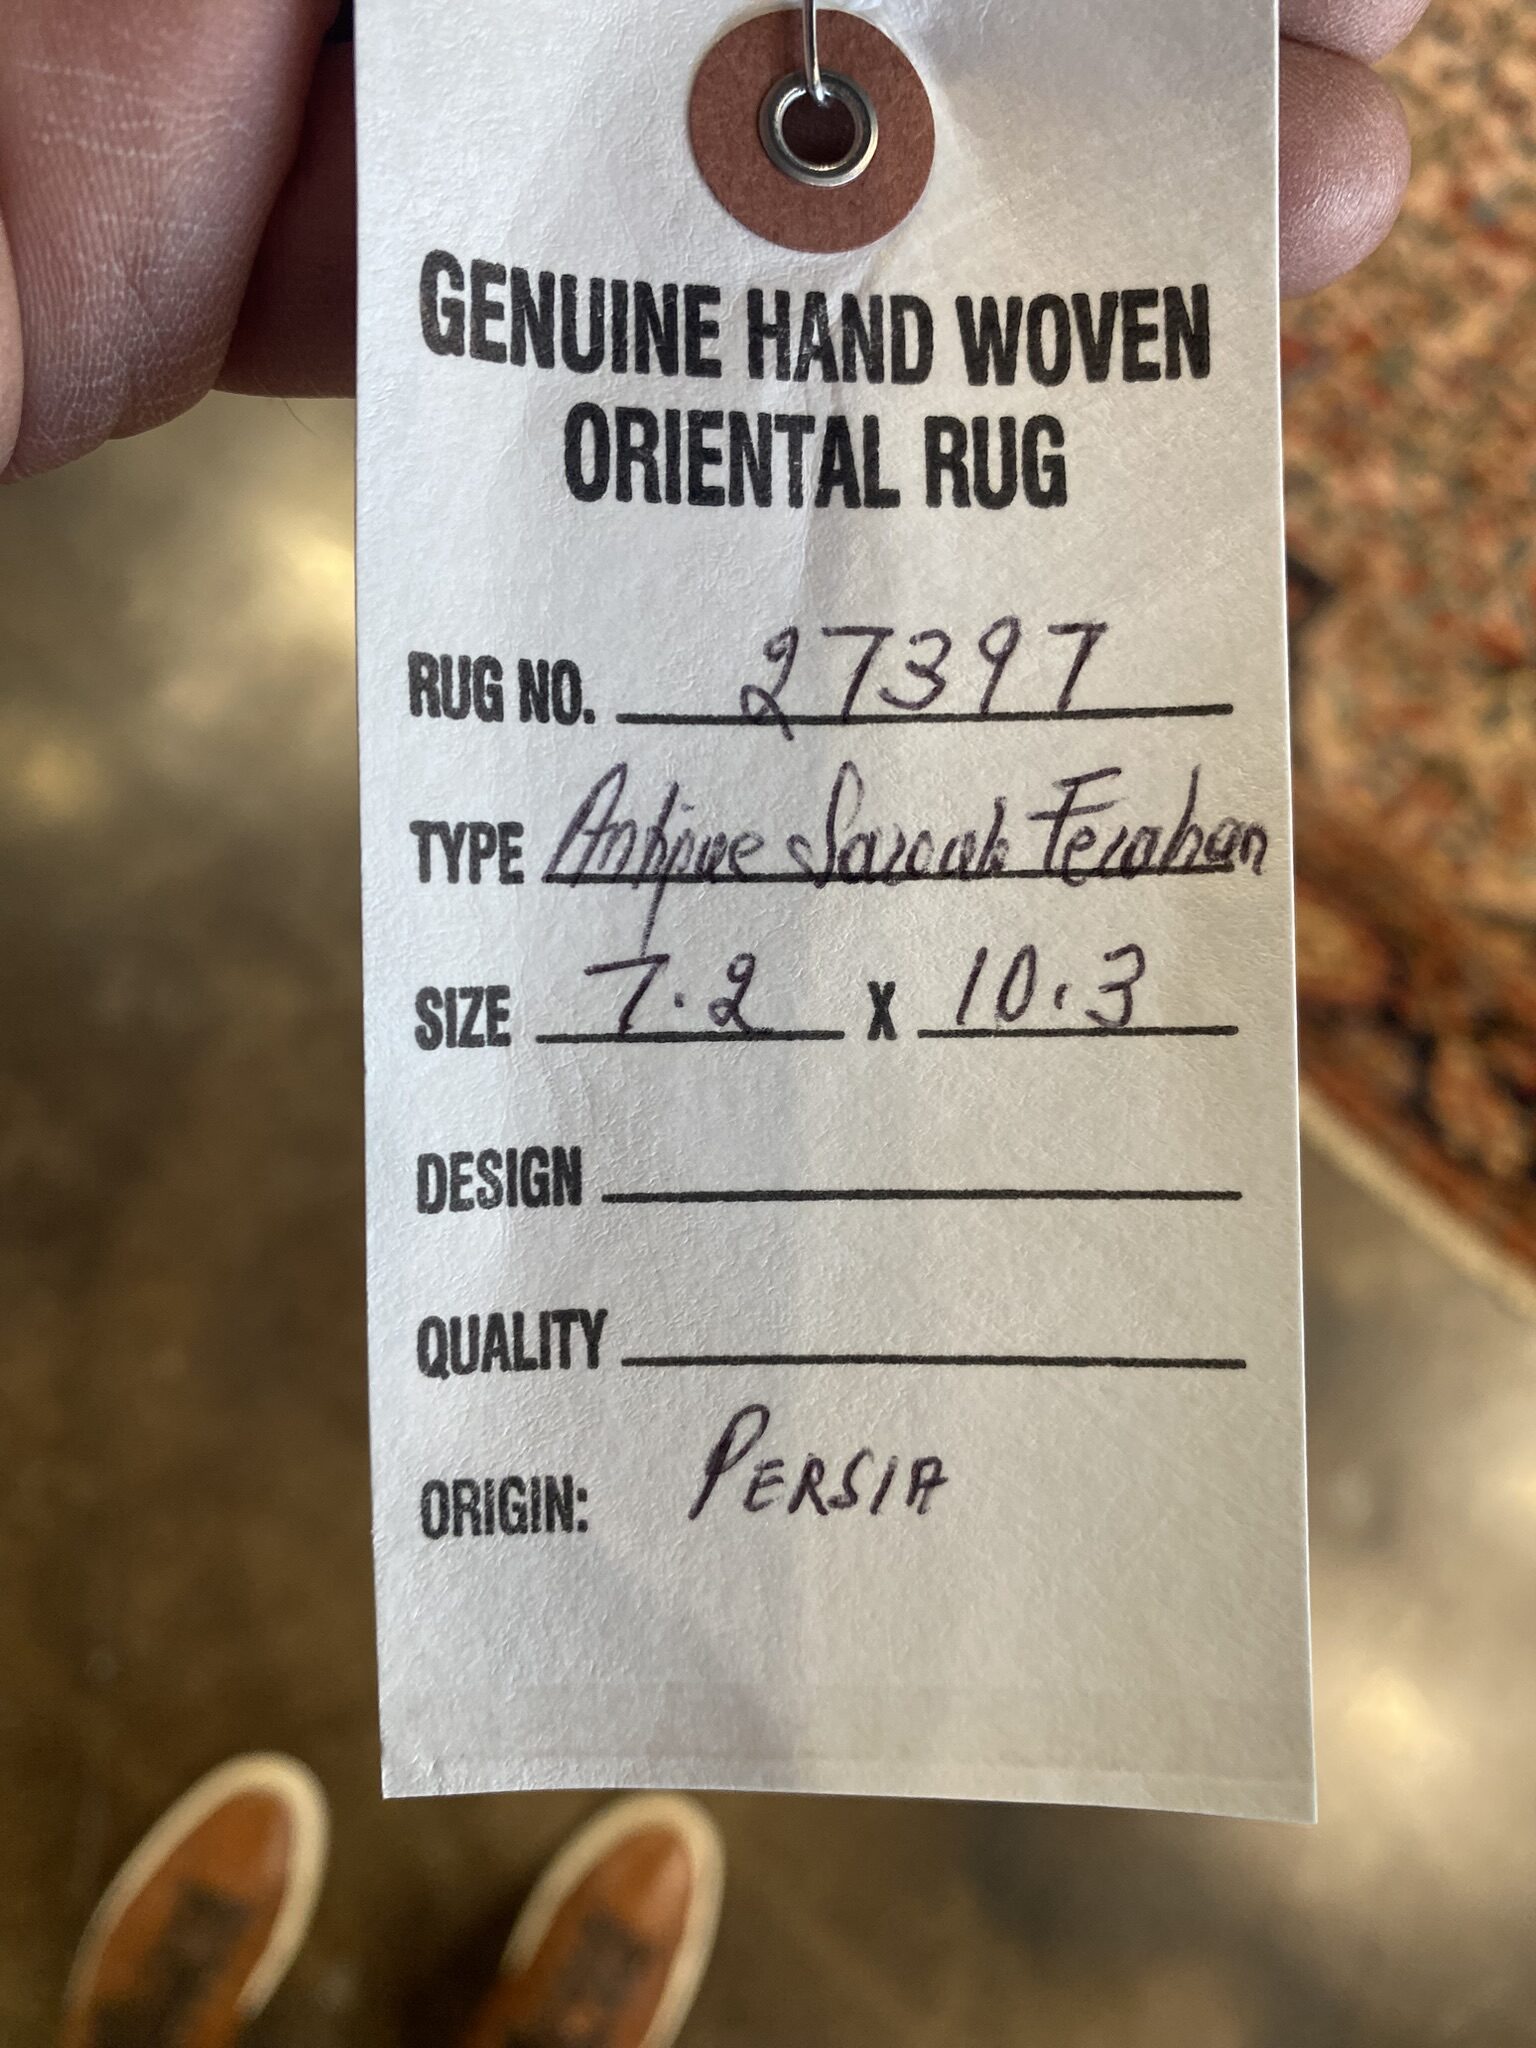 GENUINE HAND WOVEN
ORIENTAL RUG
RUG NO. 27397
TYPE Antique Sarouk Ferahan
SIZE 7.2 X 10.3
DESIGN
QUALITY
ORIGIN: PERSIA